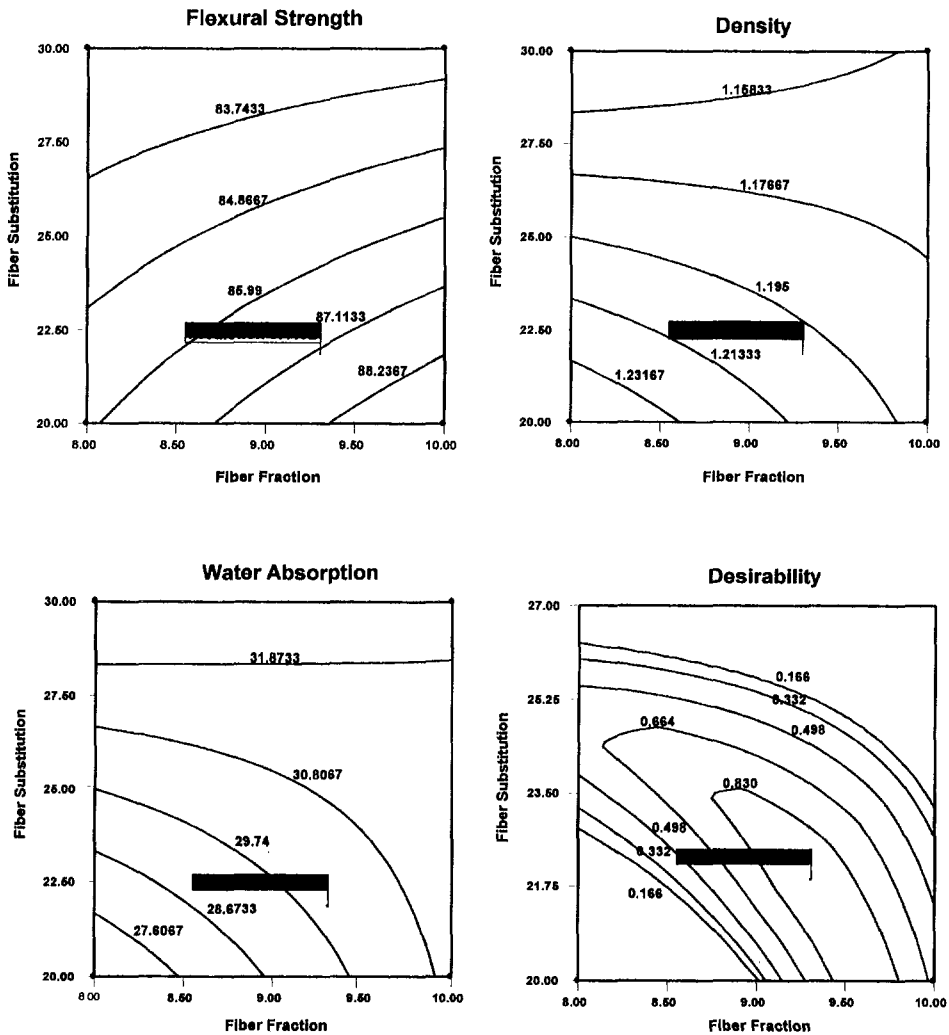 Flexural Strength
30.00
27.50
25.00
22.50
20.00
Fiber Substitution
83.7433
84.8667
85.99
87.1133
88.2367
8.00 8.50 9.00 9.50 10.00
Fiber Fraction
Density
30.00
27.50
25.00
22.50
20.00
Fiber Substitution
1.15833
1.17667
1.195
1.21333
1.23167
8.00 8.50 9.00 9.50 10.00
Fiber Fraction
Water Absorption
30.00
27.50
25.00
22.50
20.00
Fiber Substitution
31.8733
30.8067
29.74
28.6733
27.6067
8.00 8.50 9.00 9.50 10.00
Fiber Fraction
Desirability
27.00
25.25
23.50
21.75
20.00
Fiber Substitution
0.166
0.332
0.498
0.664
0.830
0.498
0.332
0.166
8.00 8.50 9.00 9.50 10.00
Fiber Fraction